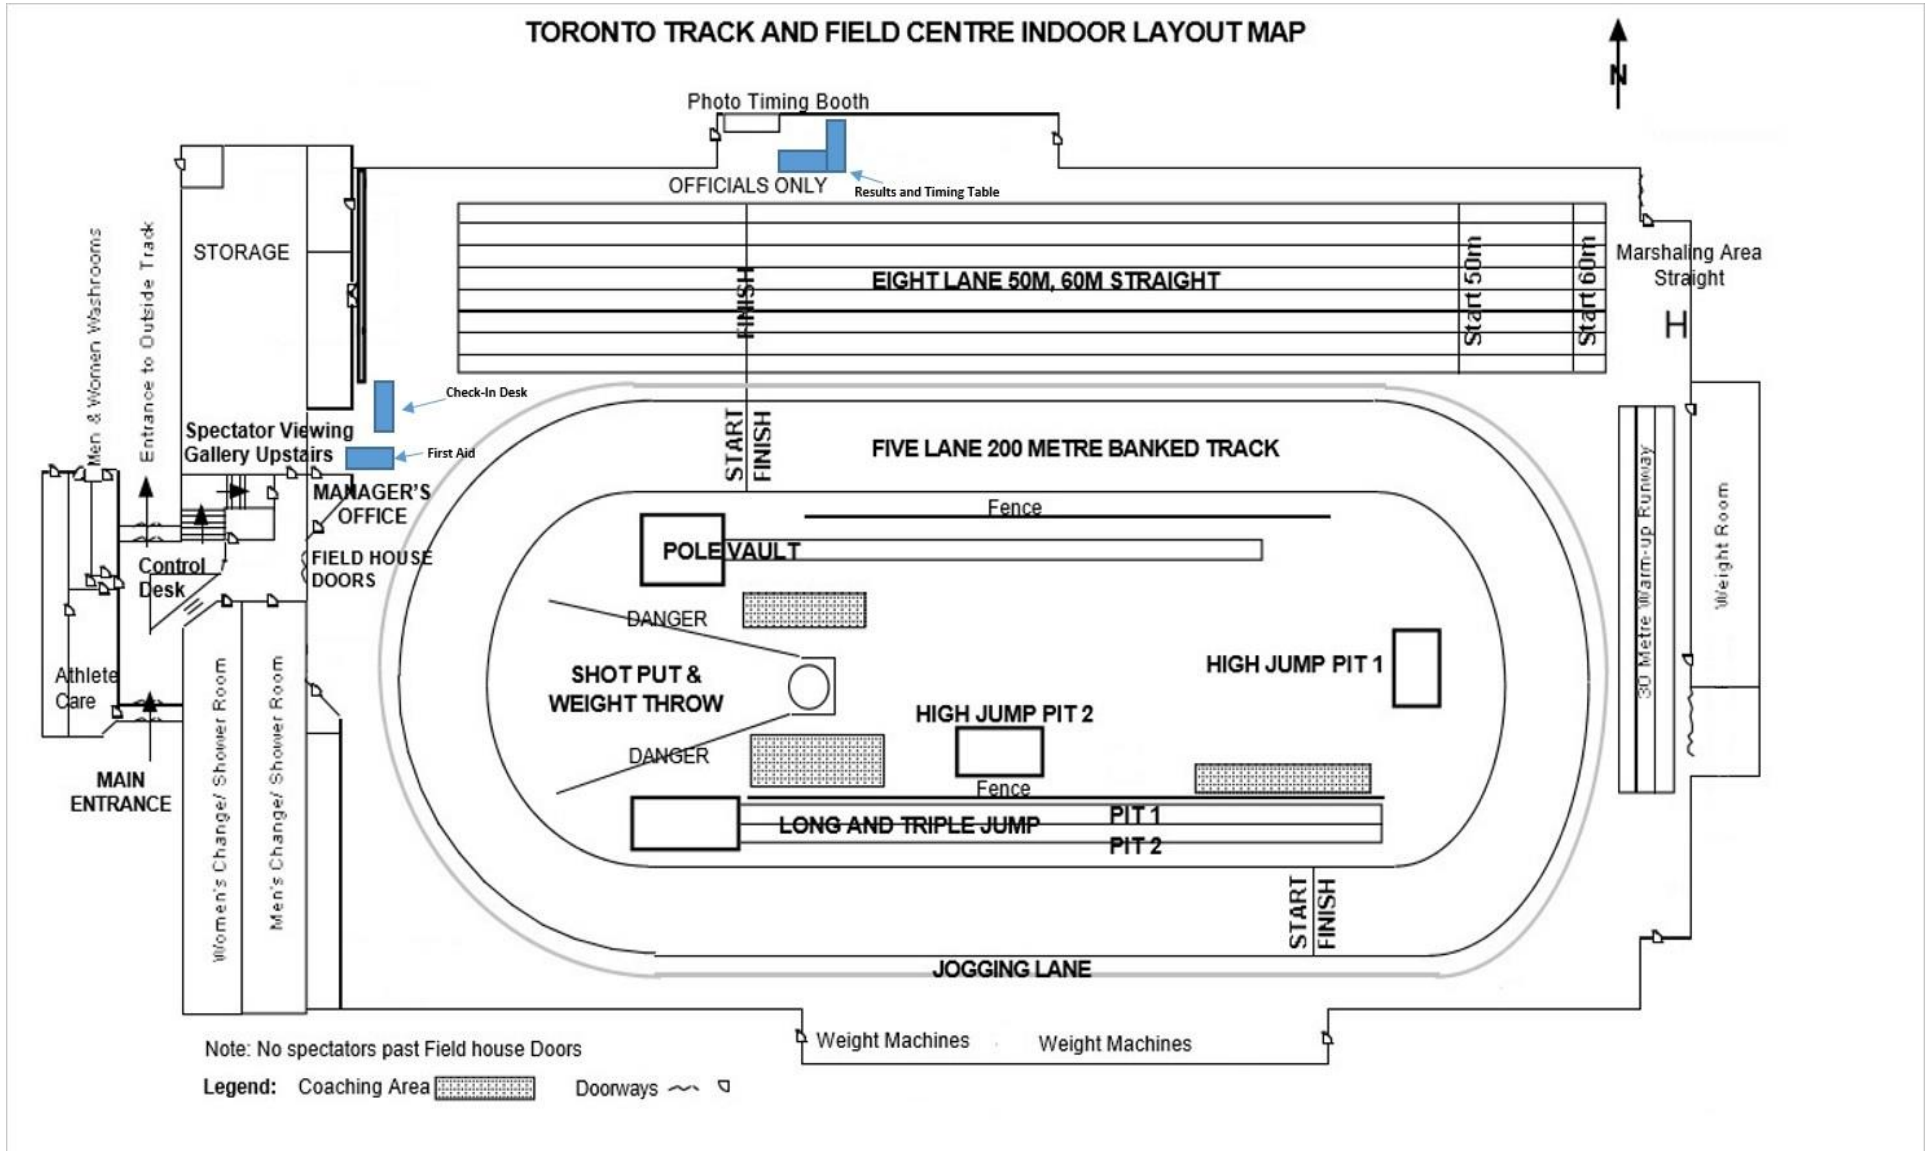 TORONTO TRACK AND FIELD CENTRE INDOOR LAYOUT MAP
N
Photo Timing Booth
OFFICIALS ONLY
Results and Timing Table
STORAGE
Men & Women Washrooms
Entrance to Outside Track
FINISH
EIGHT LANE 50M, 60M STRAIGHT
Start 50m
Start 60m
Marshaling Area
Straight
H
Check-In Desk
Spectator Viewing
Gallery Upstairs
First Aid
START
FINISH
FIVE LANE 200 METRE BANKED TRACK
MANAGER'S
OFFICE
Fence
POLE VAULT
Control
Desk
FIELD HOUSE
DOORS
30 Metre Warm-up Runway
Weight Room
DANGER
SHOT PUT &
WEIGHT THROW
HIGH JUMP PIT 1
Athlete
Care
HIGH JUMP PIT 2
DANGER
MAIN
ENTRANCE
Women's Change/ Shower Room
Men's Change/ Shower Room
Fence
LONG AND TRIPLE JUMP
PIT 1
PIT 2
START
FINISH
JOGGING LANE
Weight Machines
Weight Machines
Note: No spectators past Field house Doors
Legend: Coaching Area Doorways